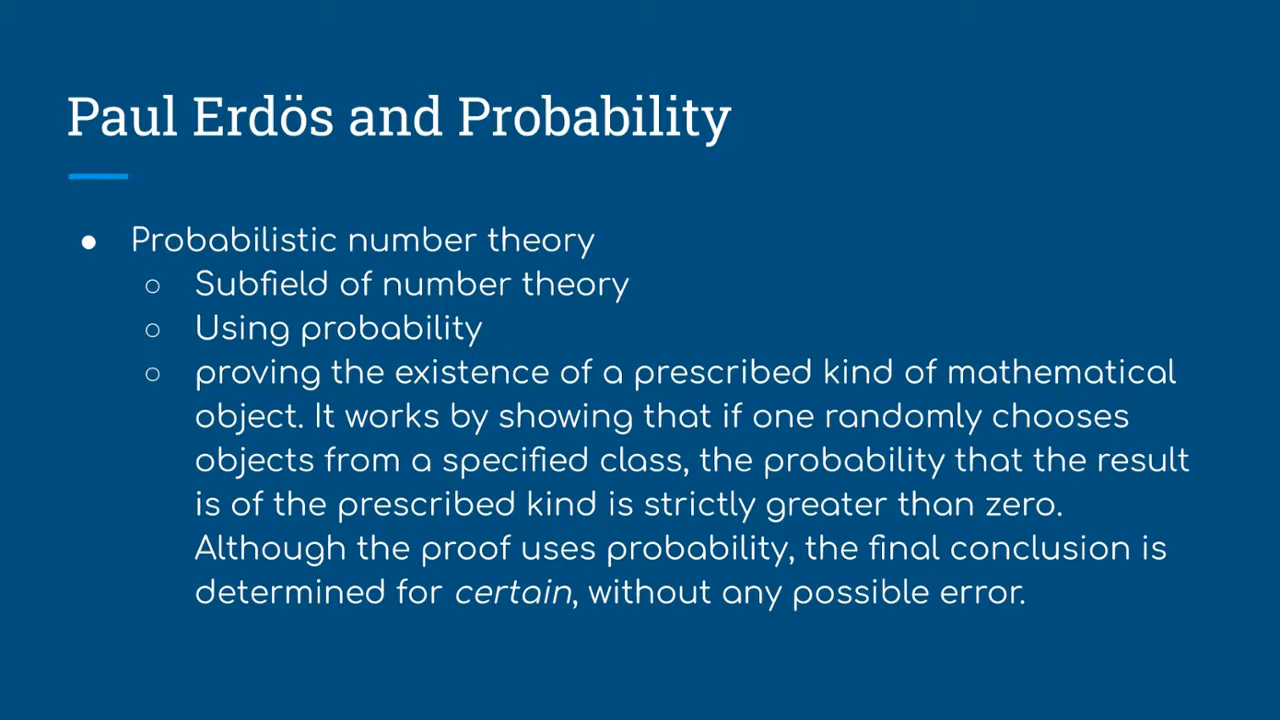 Paul Erdös and Probability
● Probabilistic number theory
○ Subfield of number theory
○ Using probability
○ proving the existence of a prescribed kind of mathematical
object. It works by showing that if one randomly chooses
objects from a specified class, the probability that the result
is of the prescribed kind is strictly greater than zero.
Although the proof uses probability, the final conclusion is
determined for certain, without any possible error.